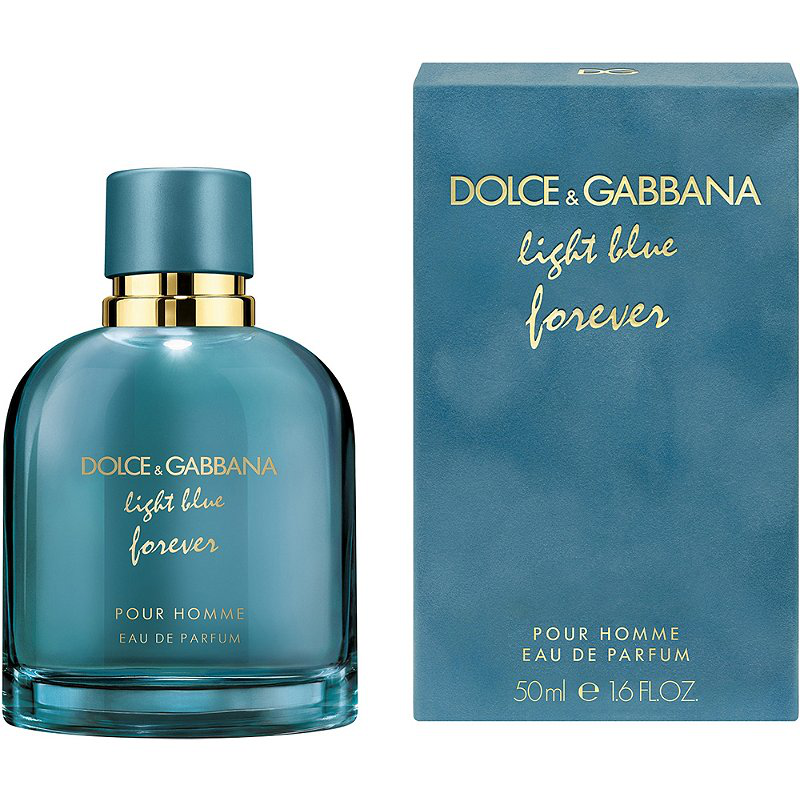 DOLCE & GABBANA
light blue
forever
POUR HOMME
EAU DE PARFUM
DG
DOLCE & GABBANA
light blue
forever
POUR HOMME
EAU DE PARFUM
50ml ℮ 1.6 FL.OZ.